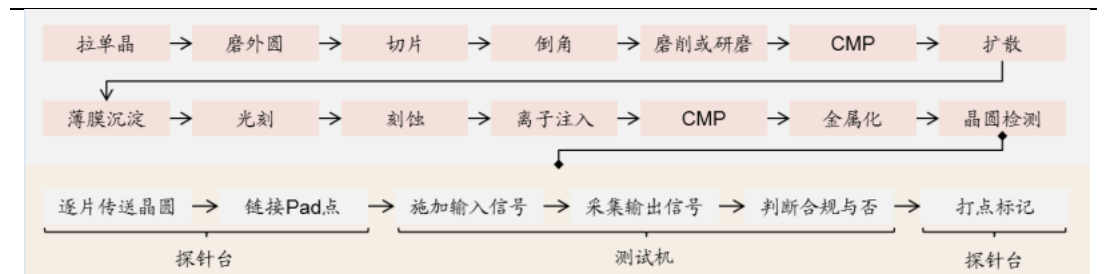 拉单晶 磨外圆 切片 倒角 磨削或研磨 CMP 扩散
薄膜沉淀 光刻 刻蚀 离子注入 CMP 金属化 晶圆检测
逐片传送晶圆 链接Pad点 施加输入信号 采集输出信号 判断合规与否 打点标记
探针台 测试机 探针台